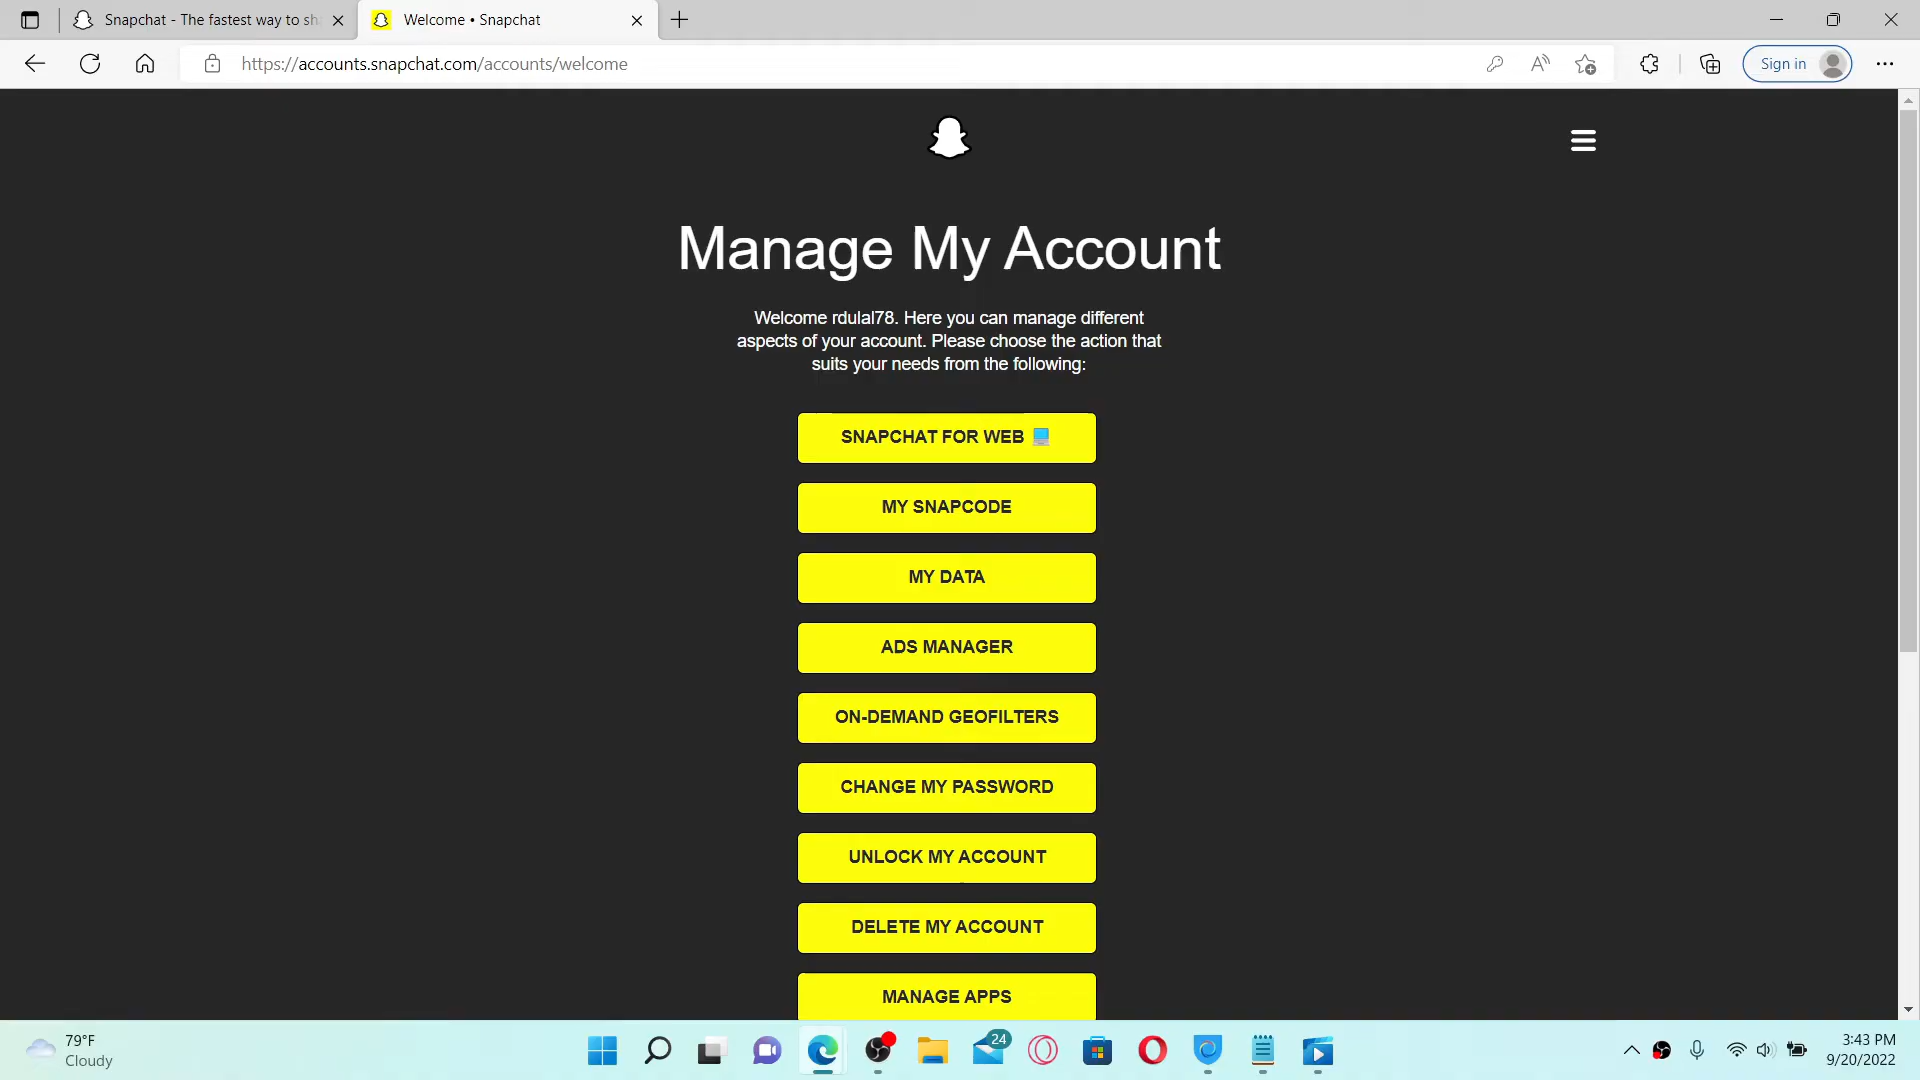 Snapchat - The fastest way to sh
Welcome • Snapchat
https://accounts.snapchat.com/accounts/welcome
Sign in
Manage My Account
Welcome rdulal78. Here you can manage different
aspects of your account. Please choose the action that
suits your needs from the following:
SNAPCHAT FOR WEB
MY SNAPCODE
MY DATA
ADS MANAGER
ON-DEMAND GEOFILTERS
CHANGE MY PASSWORD
UNLOCK MY ACCOUNT
DELETE MY ACCOUNT
MANAGE APPS
79°F
Cloudy
24
3:43 PM
9/20/2022